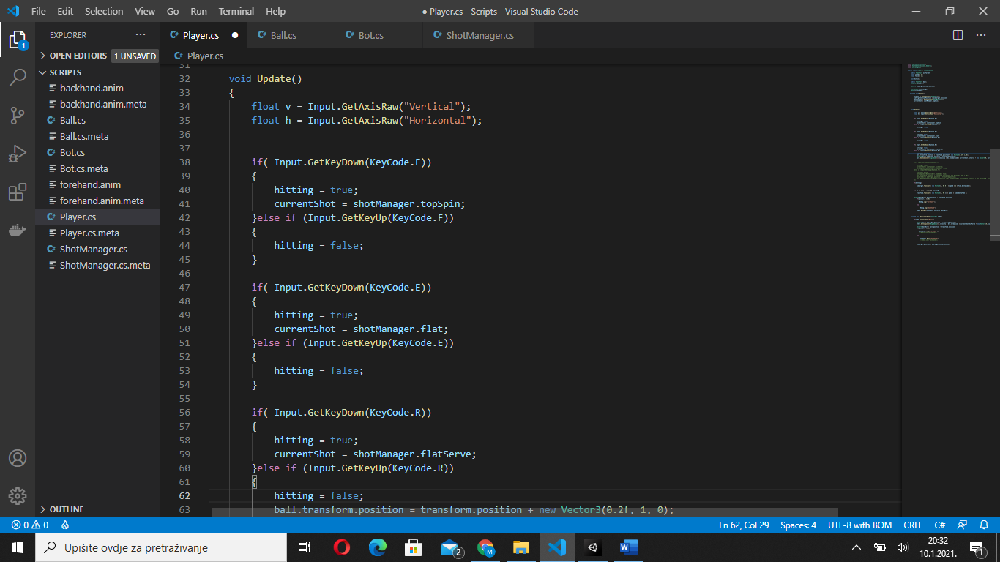 File Edit Selection View Go Run Terminal Help
● Player.cs - Scripts - Visual Studio Code
EXPLORER ···
Player.cs ●
Ball.cs
Bot.cs
ShotManager.cs
OPEN EDITORS 1 UNSAVED
Player.cs
SCRIPTS
backhand.anim
backhand.anim.meta
Ball.cs
Ball.cs.meta
Bot.cs
Bot.cs.meta
forehand.anim
forehand.anim.meta
Player.cs
Player.cs.meta
ShotManager.cs
ShotManager.cs.meta
OUTLINE
1
31
32 void Update()
33 {
34 float v = Input.GetAxisRaw("Vertical");
35 float h = Input.GetAxisRaw("Horizontal");
36
37
38 if( Input.GetKeyDown(KeyCode.F))
39 {
40 hitting = true;
41 currentShot = shotManager.topSpin;
42 }else if (Input.GetKeyUp(KeyCode.F))
43 {
44 hitting = false;
45 }
46
47 if( Input.GetKeyDown(KeyCode.E))
48 {
49 hitting = true;
50 currentShot = shotManager.flat;
51 }else if (Input.GetKeyUp(KeyCode.E))
52 {
53 hitting = false;
54 }
55
56 if( Input.GetKeyDown(KeyCode.R))
57 {
58 hitting = true;
59 currentShot = shotManager.flatServe;
60 }else if (Input.GetKeyUp(KeyCode.R))
61 {
62 hitting = false;
63 ball.transform.position = transform.position + new Vector3(0.2f, 1, 0);
0 0
Ln 62, Col 29 Spaces: 4 UTF-8 with BOM CRLF C#
Upišite ovdje za pretraživanje
2
M
20:32
10.1.2021.
1